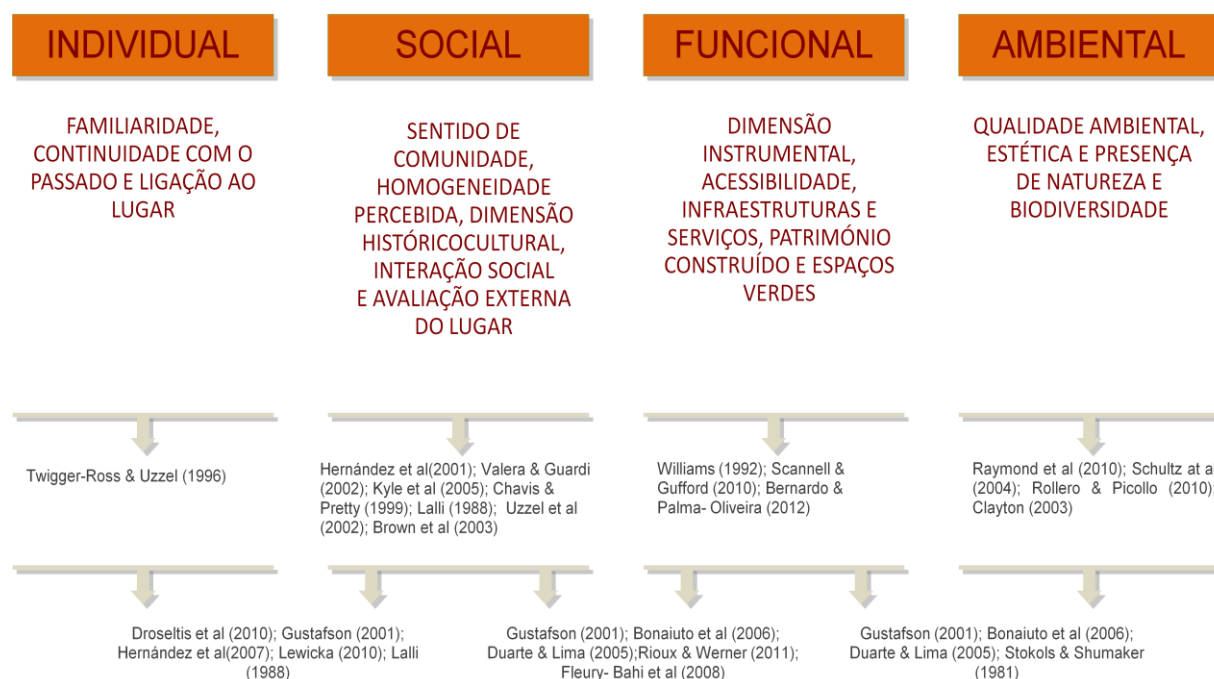 INDIVIDUAL
FAMILIARIDADE,
CONTINUIDADE COM O
PASSADO E LIGAÇÃO AO
LUGAR
Twigger-Ross & Uzzel (1996)
SOCIAL
SENTIDO DE
COMUNIDADE,
HOMOGENEIDADE
PERCEBIDA, DIMENSÃO
HISTÓRICOCULTURAL,
INTERAÇÃO SOCIAL
E AVALIAÇÃO EXTERNA
DO LUGAR
Hernández et al(2001); Valera & Guardi
(2002); Kyle et al (2005); Chavis &
Pretty (1999); Lalli (1988); Uzzel et al
(2002); Brown et al (2003)
FUNCIONAL
DIMENSÃO
INSTRUMENTAL,
ACESSIBILIDADE,
INFRAESTRUTURAS E
SERVIÇOS, PATRIMÓNIO
CONSTRUÍDO E ESPAÇOS
VERDES
Williams (1992); Scannell &
Gufford (2010); Bernardo &
Palma- Oliveira (2012)
AMBIENTAL
QUALIDADE AMBIENTAL,
ESTÉTICA E PRESENÇA
DE NATUREZA E
BIODIVERSIDADE
Raymond et al (2010); Schultz at al
(2004); Rollero & Picollo (2010);
Clayton (2003)
Droseltis et al (2010); Gustafson (2001);
Hernández et al(2007); Lewicka (2010); Lalli
(1988)
Gustafson (2001); Bonaiuto et al (2006);
Duarte & Lima (2005);Rioux & Werner (2011);
Fleury- Bahi et al (2008)
Gustafson (2001); Bonaiuto et al (2006);
Duarte & Lima (2005); Stokols & Shumaker
(1981)